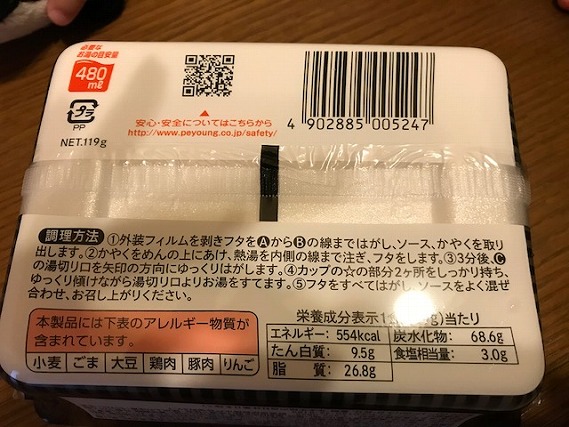 必要な
お湯の目安量
480
mℓ
プラ
PP
NET.119g
安心・安全についてはこちらから
http://www.peyoung.co.jp/safety/
4 902885 005247
調理方法 ①外装フィルムを剥きフタをⒶからⒷの線まではがし、ソース、かやくを取り
出します。②かやくをめんの上にあけ、熱湯を内側の線まで注ぎ、フタをします。③3分後、Ⓒ
の湯切り口を矢印の方向にゆっくりはがします。④カップの☆の部分2ヶ所をしっかり持ち、
ゆっくり傾けながら湯切り口よりお湯をすてます。⑤フタをすべてはがし、ソースをよく混ぜ
合わせ、お召し上がりください。
本製品には下表のアレルギー物質が
含まれています。
小麦 ごま 大豆 鶏肉 豚肉 りんご
栄養成分表示 1 当たり
エネルギー: 554kcal 炭水化物: 68.6g
たん白質: 9.5g 食塩相当量: 3.0g
脂質: 26.8g